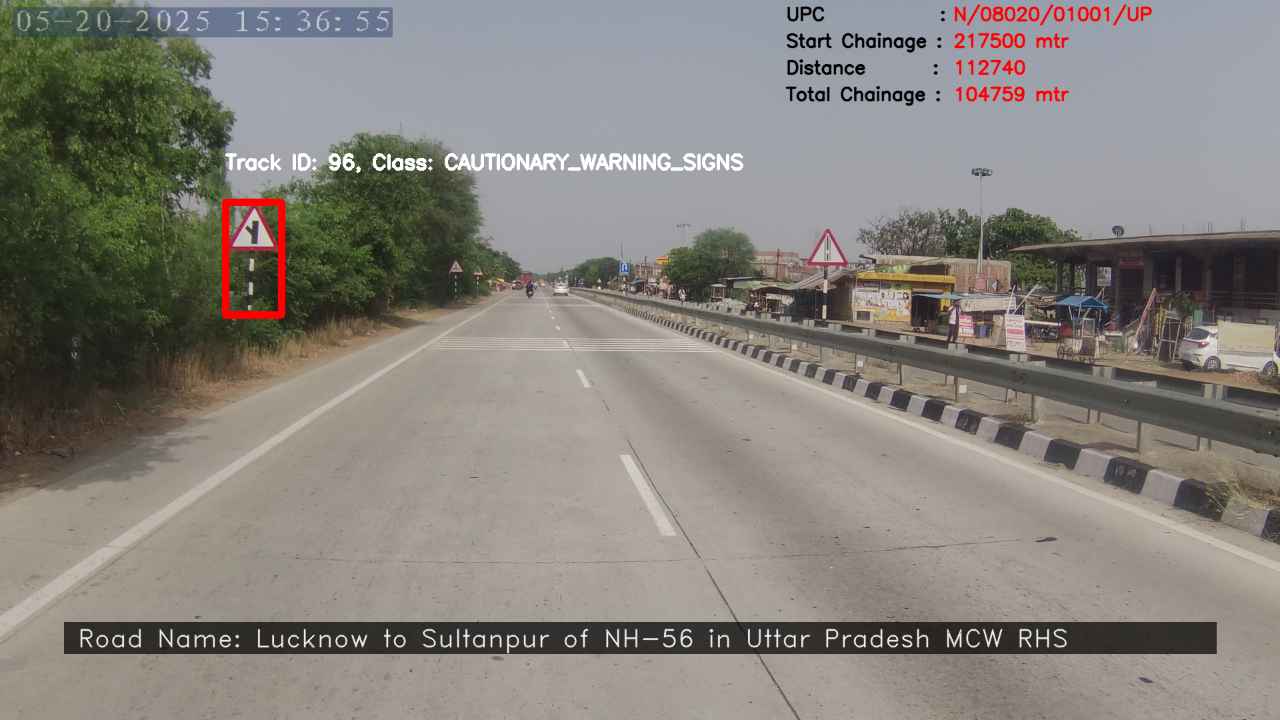 05-20-2025 15:36:55
UPC : N/08020/01001/UP
Start Chainage : 217500 mtr
Distance : 112740
Total Chainage : 104759 mtr
Track ID: 96, Class: CAUTIONARY_WARNING_SIGNS
Road Name: Lucknow to Sultanpur of NH-56 in Uttar Pradesh MCW RHS